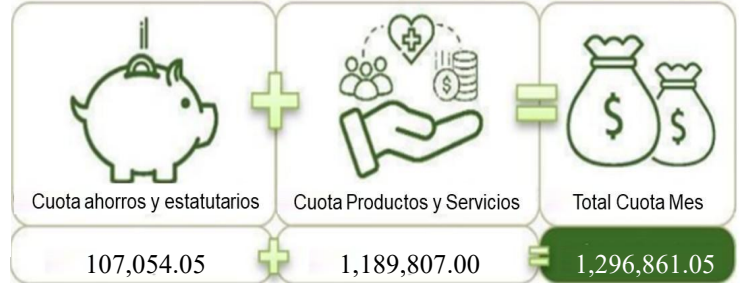 Cuota ahorros y estatutarios
Cuota Productos y Servicios
Total Cuota Mes
107,054.05
1,189,807.00
1,296,861.05